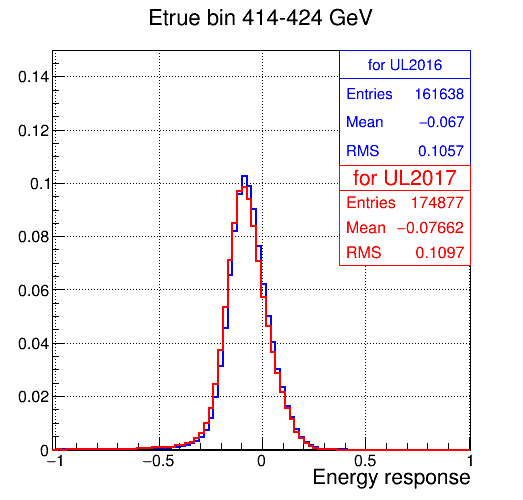 Etrue bin 414-424 GeV
for UL2016
Entries 161638
Mean −0.067
RMS 0.1057
for UL2017
Entries 174877
Mean −0.07662
RMS 0.1097
0.14
0.12
0.1
0.08
0.06
0.04
0.02
0
−1 −0.5 0 0.5 1
Energy response